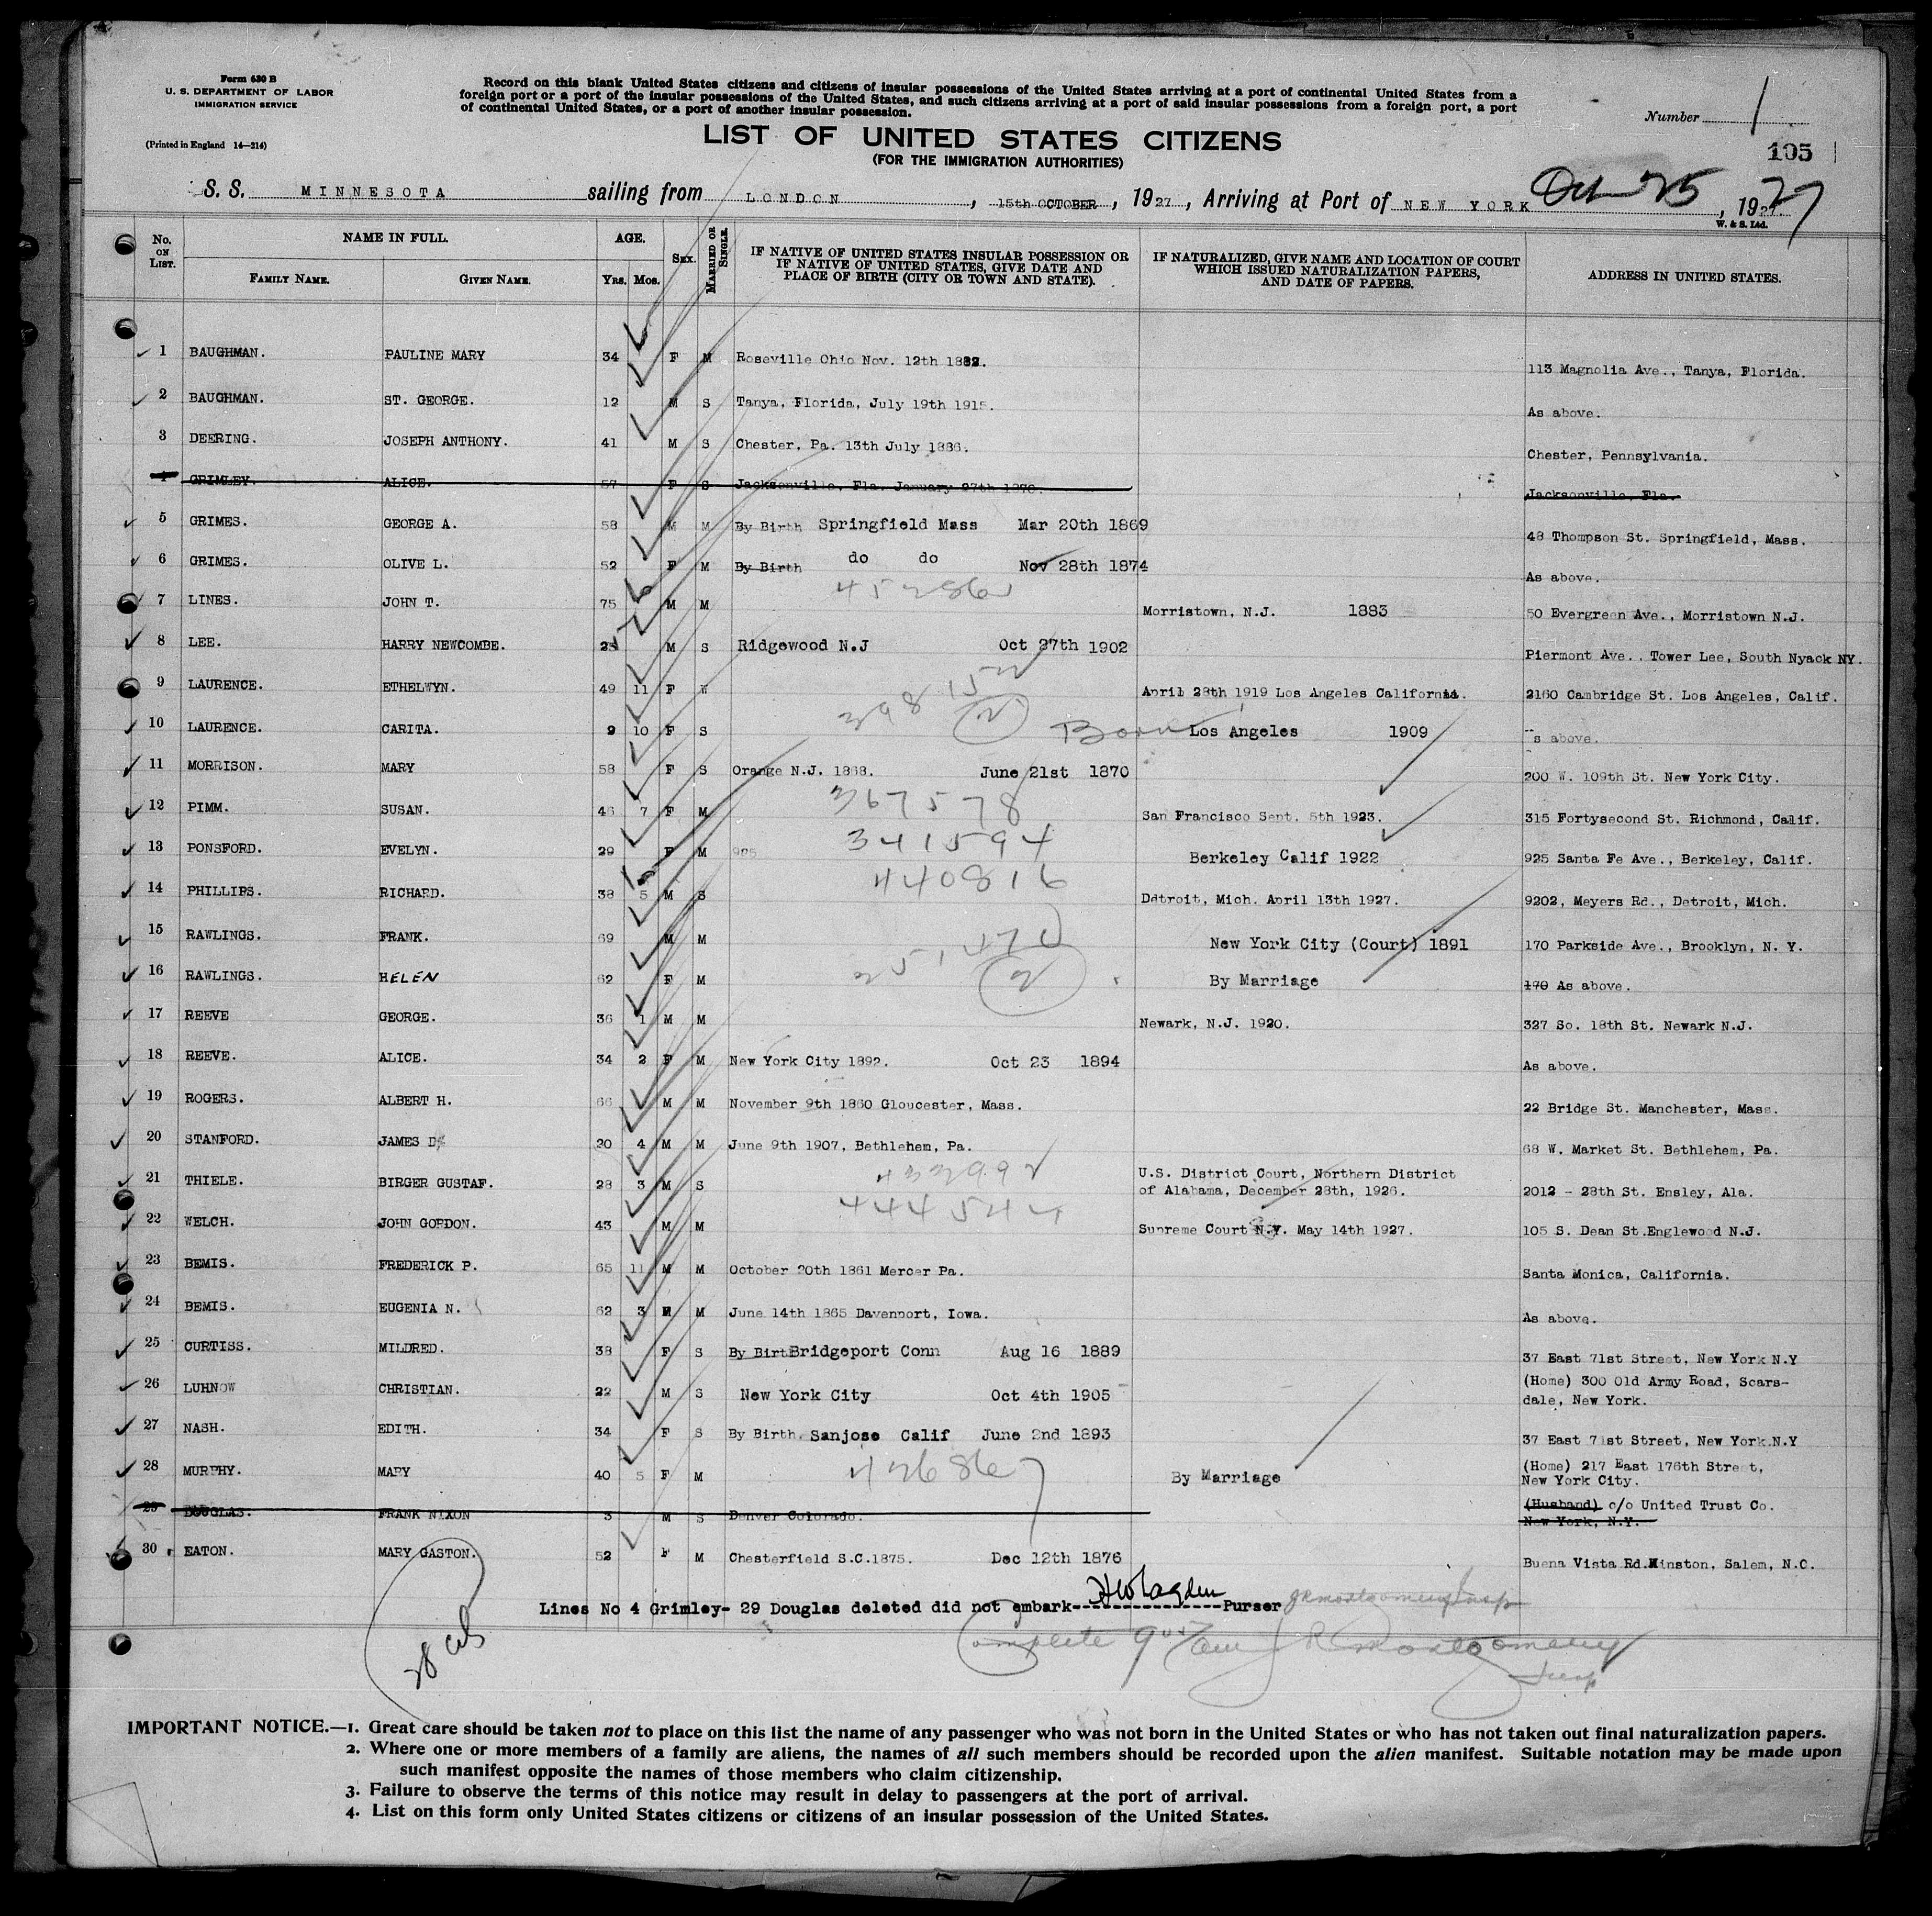 Form 630 B
U. S. DEPARTMENT OF LABOR
IMMIGRATION SERVICE
(Printed in England 14—214)
Record on this blank United States citizens and citizens of insular possessions of the United States arriving at a port of continental United States from a
foreign port or a port of the insular possessions of the United States, and such citizens arriving at a port of said insular possessions from a foreign port, a port
of continental United States, or a port of another insular possession.
Number 1
LIST OF UNITED STATES CITIZENS
(FOR THE IMMIGRATION AUTHORITIES)
105
S. S. MINNESOTA sailing from LONDON, 15th OCTOBER, 1927, Arriving at Port of NEW YORK Oct 25, 1927
W. & S. Ltd.
No. ON LIST. NAME IN FULL. FAMILY NAME. GIVEN NAME. AGE. Yrs. Mos. SEX. MARRIED OR SINGLE. IF NATIVE OF UNITED STATES INSULAR POSSESSION OR IF NATIVE OF UNITED STATES, GIVE DATE AND PLACE OF BIRTH (CITY OR TOWN AND STATE). IF NATURALIZED, GIVE NAME AND LOCATION OF COURT WHICH ISSUED NATURALIZATION PAPERS, AND DATE OF PAPERS. ADDRESS IN UNITED STATES.
1 BAUGHMAN. PAULINE MARY 34 F M Roseville Ohio Nov. 12th 1892. 113 Magnolia Ave., Tanya, Florida.
2 BAUGHMAN. ST. GEORGE. 12 M S Tanya, Florida, July 19th 1915. As above.
3 DEERING. JOSEPH ANTHONY. 41 M S Chester, Pa. 13th July 1886. Chester, Pennsylvania.
4 GRIMLEY. ALICE. 57 F S Jacksonville, Fla. January 27th 1870. Jacksonville, Fla.
5 GRIMES. GEORGE A. 58 M M By Birth Springfield Mass Mar 20th 1869 48 Thompson St. Springfield, Mass.
6 GRIMES. OLIVE L. 52 F M By Birth do do Nov 28th 1874 As above.
7 LINES. JOHN T. 75 M M Morristown, N.J. 1883 50 Evergreen Ave., Morristown N.J.
8 LEE. HARRY NEWCOMBE. 25 M S Ridgewood N.J Oct 27th 1902 Piermont Ave., Tower Lee, South Nyack NY.
9 LAURENCE. ETHELWYN. 49 11 F W 398152 April 28th 1919 Los Angeles California. 2160 Cambridge St. Los Angeles, Calif.
10 LAURENCE. CARITA. 9 10 F S (2) Born Los Angeles 1909 As above.
11 MORRISON. MARY 58 F S Orange N.J. 1868. June 21st 1870 200 W. 109th St. New York City.
12 PIMM. SUSAN. 46 7 F M 367578 San Francisco Sept. 5th 1923. 315 Fortysecond St. Richmond, Calif.
13 PONSFORD. EVELYN. 29 F M 341594 Berkeley Calif 1922 925 Santa Fe Ave., Berkeley, Calif.
14 PHILLIPS. RICHARD. 38 5 M S 440816 Ddtroit, Mich. April 13th 1927. 9202, Meyers Rd., Detroit, Mich.
15 RAWLINGS. FRANK. 69 M M New York City (Court) 1891 170 Parkside Ave., Brooklyn, N. Y.
16 RAWLINGS. HELEN 62 F M (2) By Marriage 170 As above.
17 REEVE GEORGE. 36 1 M M Newark, N.J. 1920. 327 So. 18th St. Newark N.J.
18 REEVE. ALICE. 34 2 F M New York City 1892. Oct 23 1894 As above.
19 ROGERS. ALBERT H. 66 M M November 9th 1860 Gloucester, Mass. 22 Bridge St. Manchester, Mass.
20 STANFORD. JAMES D. 20 4 M M June 9th 1907, Bethlehem, Pa. 68 W. Market St. Bethlehem, Pa.
21 THIELE. BIRGER GUSTAF. 28 3 M S 433992 U.S. District Court, Northern District of Alabama, December 28th, 1926. 2012 - 28th St. Ensley, Ala.
22 WELCH. JOHN GORDON. 43 M M 444544 Supreme Court N.Y. May 14th 1927. 105 S. Dean St.Englewood N.J.
23 BEMIS. FREDERICK P. 65 11 M M October 20th 1861 Mercer Pa. Santa Monica, California.
24 BEMIS. EUGENIA N. 62 3 F M June 14th 1865 Davenport, Iowa. As above.
25 CURTISS. MILDRED. 38 F S By Birt Bridgeport Conn Aug 16 1889 37 East 71st Street, New York N.Y
26 LUHNOW CHRISTIAN. 22 M S New York City Oct 4th 1905 (Home) 300 Old Army Road, Scars-
dale, New York.
27 NASH. EDITH. 34 F S By Birth. Sanjose Calif June 2nd 1893 37 East 71st Street, New York.N.Y
28 MURPHY. MARY 40 5 F M By Marriage (Home) 217 East 176th Street,
New York City.
29 DOUGLAS. FRANK NIXON 3 M S Denver Colorado. (Husband) c/o United Trust Co.
New York, N.Y.
30 EATON. MARY GASTON. 52 F M Chesterfield S.C.1875. Dec 12th 1876 Buena Vista Rd.Winston, Salem, N.C.
Lines No 4 Grimley- 29 Douglas deleted did not embark----------------Purser
Complete J R Montgomery
Insp
IMPORTANT NOTICE.—1. Great care should be taken not to place on this list the name of any passenger who was not born in the United States or who has not taken out final naturalization papers.
2. Where one or more members of a family are aliens, the names of all such members should be recorded upon the alien manifest. Suitable notation may be made upon
such manifest opposite the names of those members who claim citizenship.
3. Failure to observe the terms of this notice may result in delay to passengers at the port of arrival.
4. List on this form only United States citizens or citizens of an insular possession of the United States.